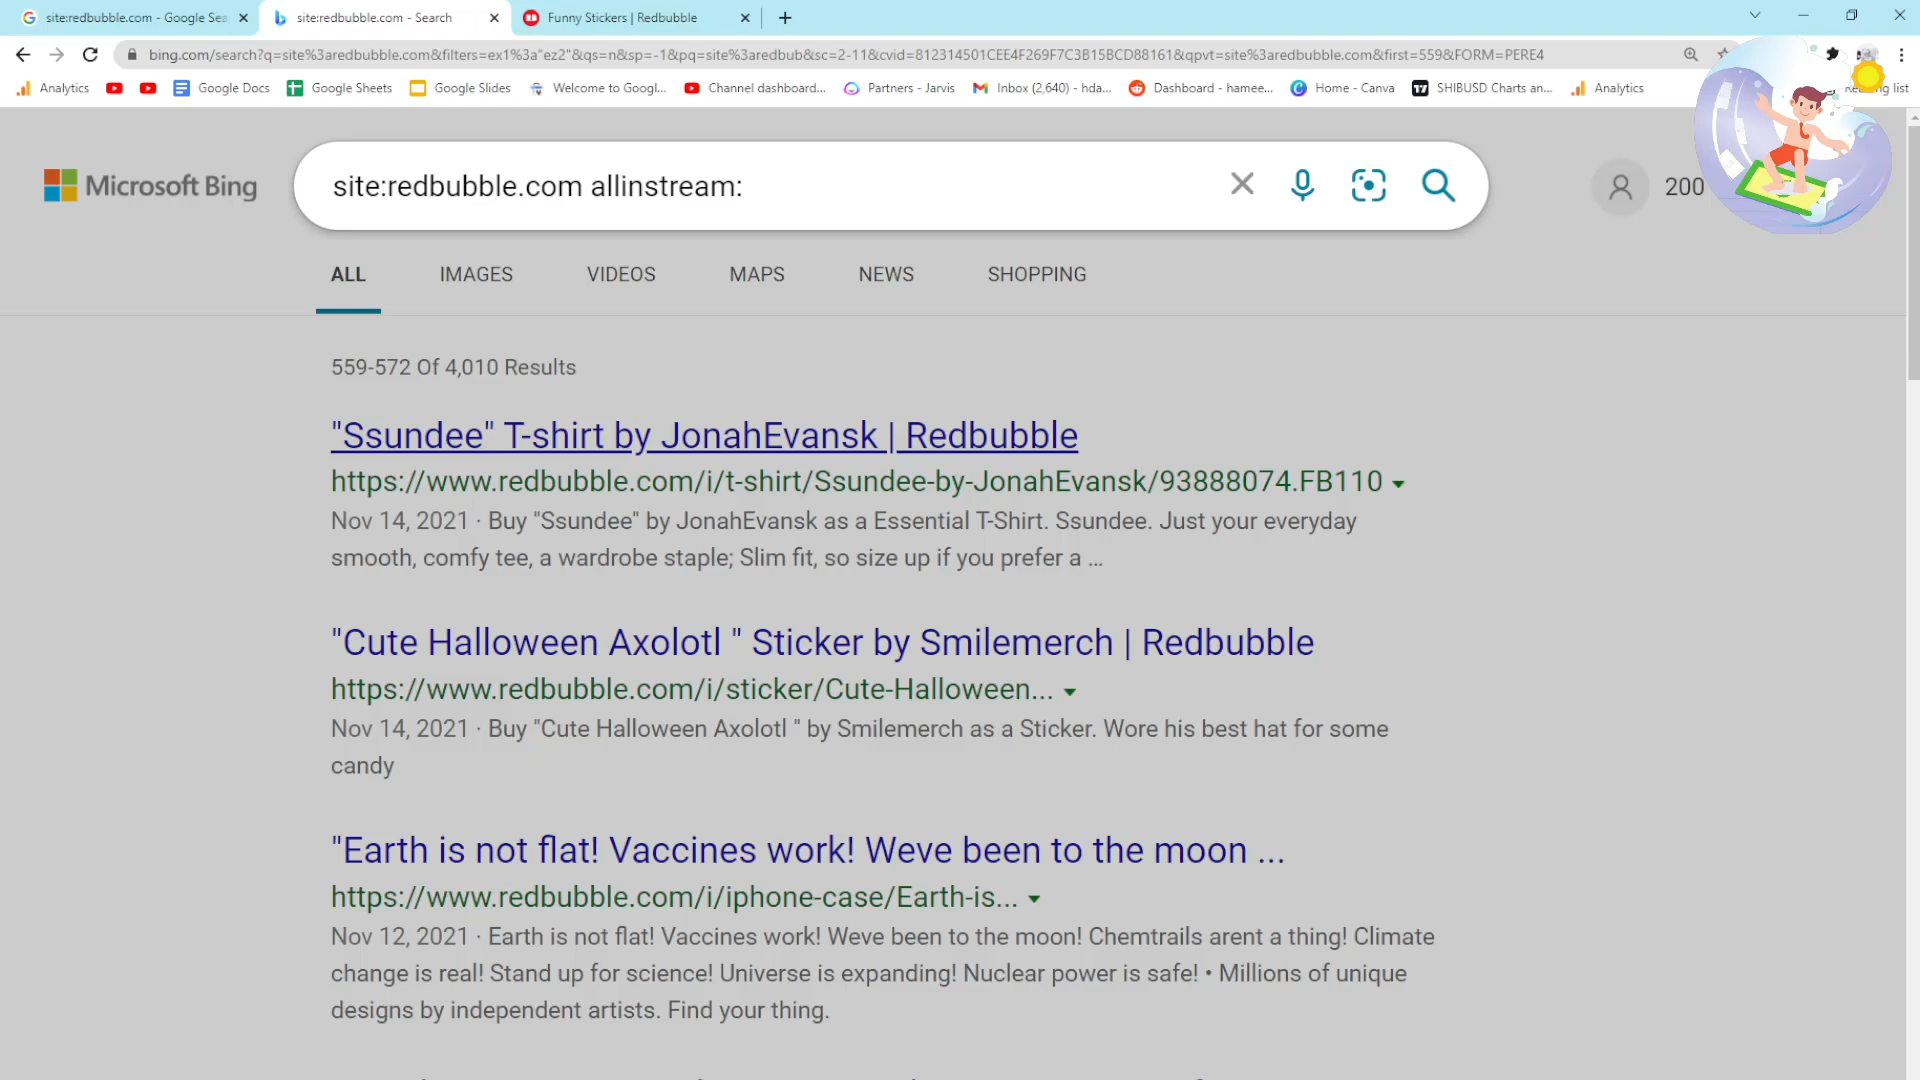 site:redbubble.com - Google Sea
site:redbubble.com - Search
Funny Stickers | Redbubble
bing.com/search?q=site%3aredbubble.com&filters=ex1%3a"ez2"&qs=n&sp=-1&pq=site%3aredbub&sc=2-11&cvid=812314501CEE4F269F7C3B15BCD88161&qpvt=site%3aredbubble.com&first=559&FORM=PERE4
Analytics
Google Docs
Google Sheets
Google Slides
Welcome to Googl...
Channel dashboard...
Partners - Jarvis
Inbox (2,640) - hda...
Dashboard - hamee...
Home - Canva
SHIBUSD Charts an...
Analytics
list
Microsoft Bing
site:redbubble.com allinstream:
200
ALL
IMAGES
VIDEOS
MAPS
NEWS
SHOPPING
559-572 Of 4,010 Results
"Ssundee" T-shirt by JonahEvansk | Redbubble
https://www.redbubble.com/i/t-shirt/Ssundee-by-JonahEvansk/93888074.FB110
Nov 14, 2021 · Buy "Ssundee" by JonahEvansk as a Essential T-Shirt. Ssundee. Just your everyday
smooth, comfy tee, a wardrobe staple; Slim fit, so size up if you prefer a ...
"Cute Halloween Axolotl " Sticker by Smilemerch | Redbubble
https://www.redbubble.com/i/sticker/Cute-Halloween...
Nov 14, 2021 · Buy "Cute Halloween Axolotl " by Smilemerch as a Sticker. Wore his best hat for some
candy
"Earth is not flat! Vaccines work! Weve been to the moon ...
https://www.redbubble.com/i/iphone-case/Earth-is...
Nov 12, 2021 · Earth is not flat! Vaccines work! Weve been to the moon! Chemtrails arent a thing! Climate
change is real! Stand up for science! Universe is expanding! Nuclear power is safe! • Millions of unique
designs by independent artists. Find your thing.